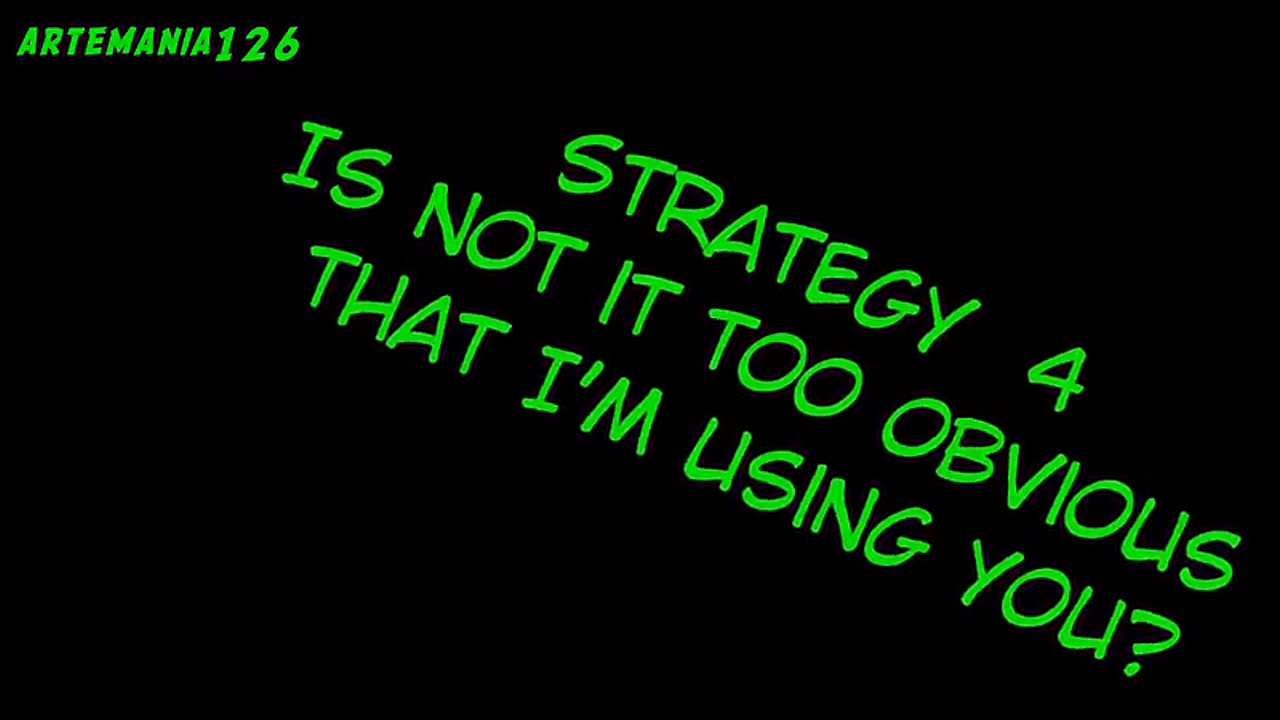 ARTEMANIA126
STRATEGY 4
IS NOT IT TOO OBVIOUS
THAT I'M USING YOU?